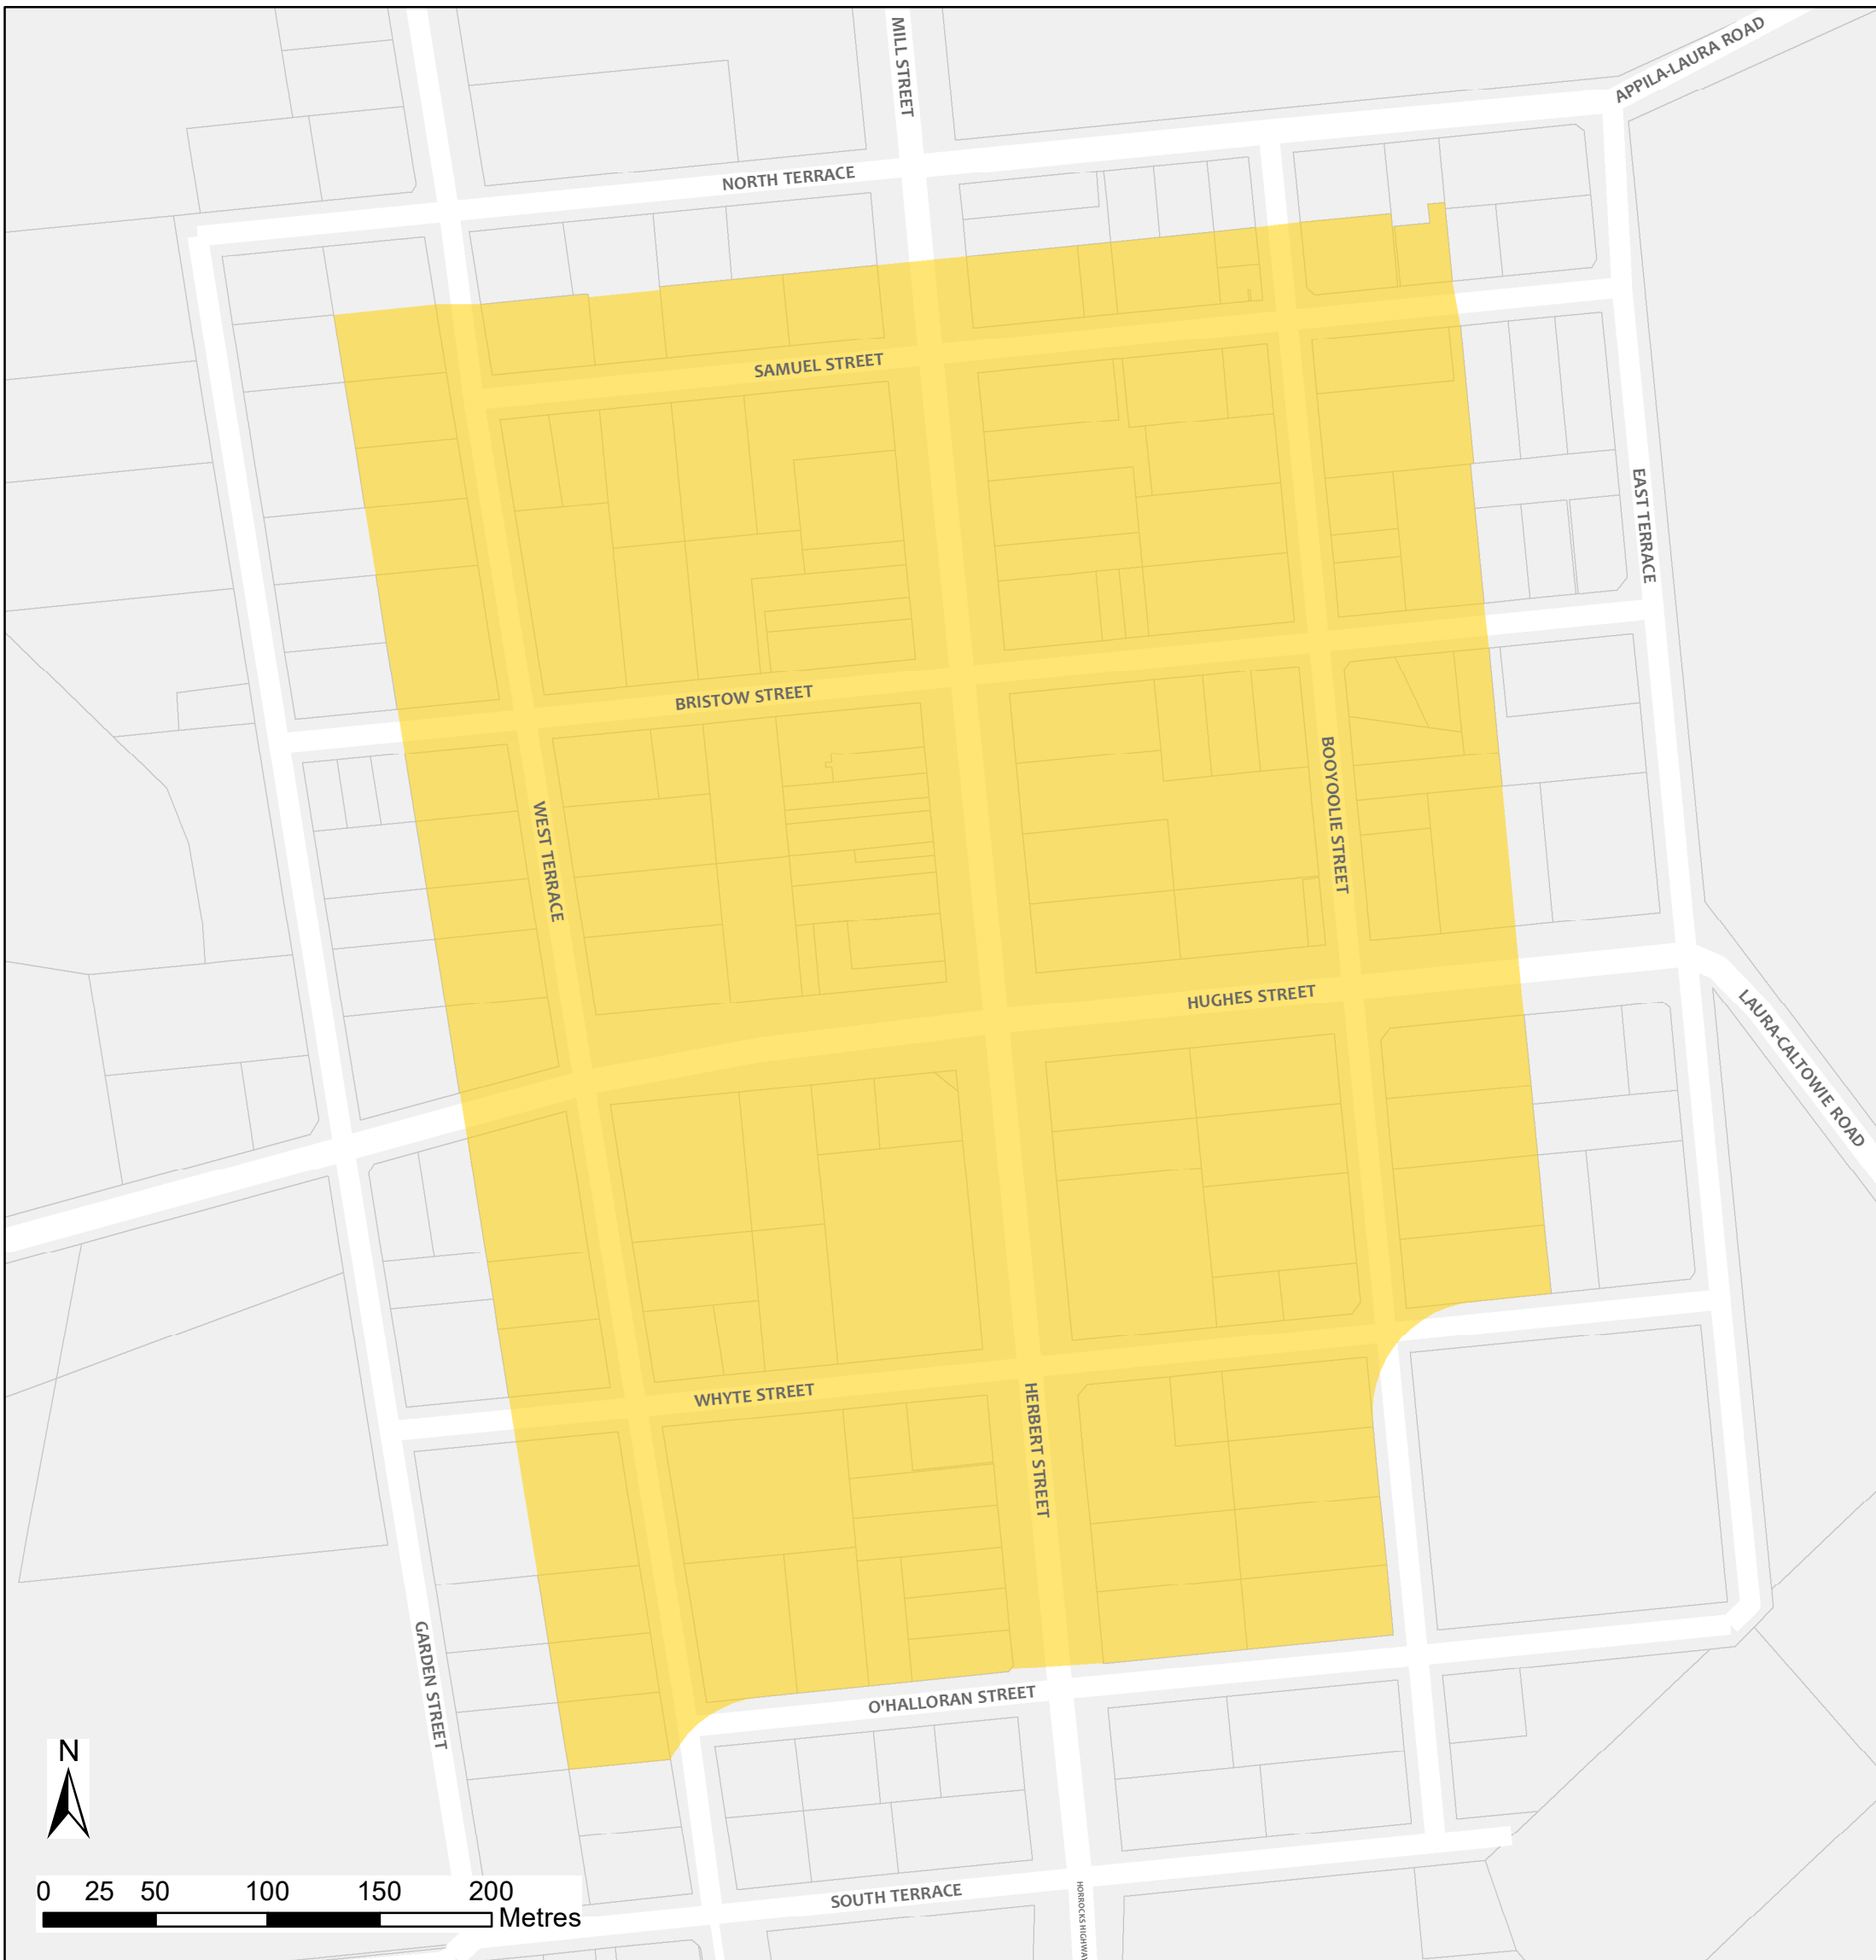 MILL STREET
APPILA-LAURA ROAD
NORTH TERRACE
SAMUEL STREET
EAST TERRACE
BRISTOW STREET
BOOYOOLIE STREET
WEST TERRACE
HUGHES STREET
LAURA-CALTOWIE ROAD
WHYTE STREET
HERBERT STREET
GARDEN STREET
O'HALLORAN STREET
N
SOUTH TERRACE
HORROCKS HIGHWAY
0 25 50 100 150 200
Metres